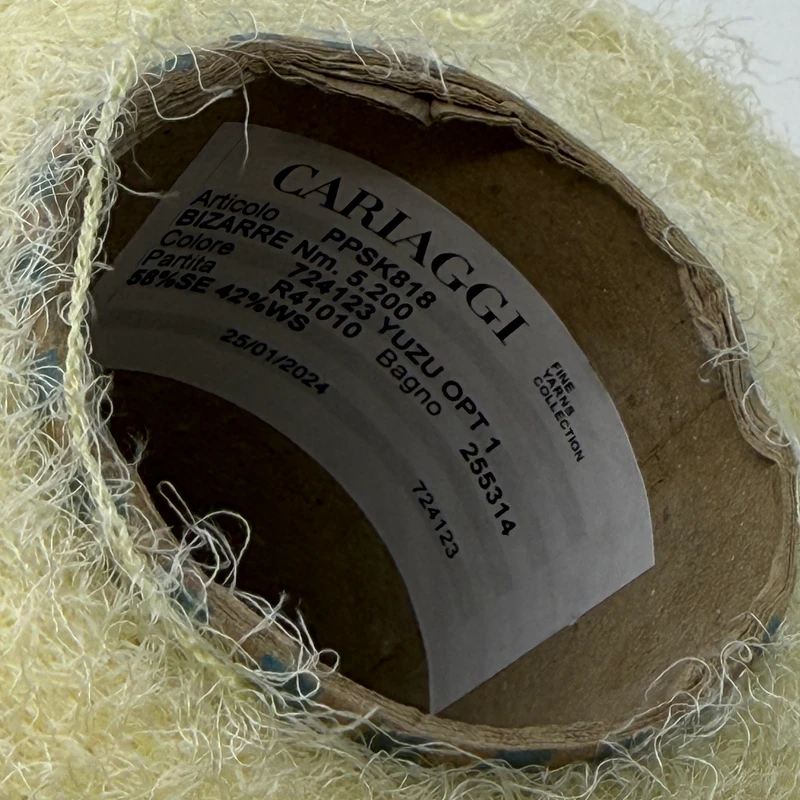 CARIAGGI
FINE
YARNS
COLLECTION
Articolo PPSK818
BIZARRE Nm. 5.200
Colore 724123 YUZU OPT 1
Partita R41010 Bagno 255314
58%SE 42%WS
25/01/2024 724123